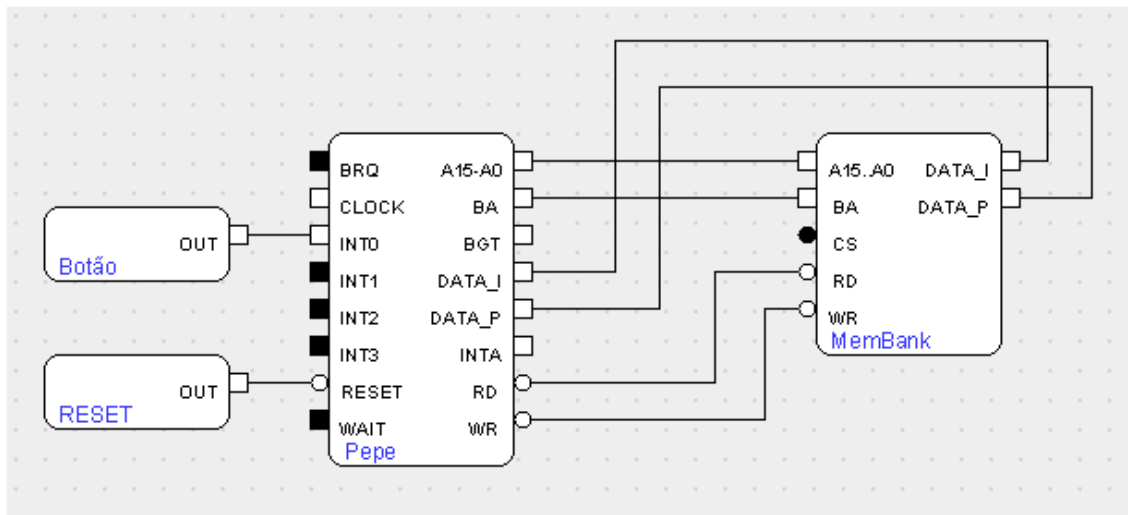 OUT
Botão
OUT
RESET
BRQ A15-A0
CLOCK BA
INT0 BGT
INT1 DATA_I
INT2 DATA_P
INT3 INTA
RESET RD
WAIT WR
Pepe
A15..A0 DATA_I
BA DATA_P
CS
RD
WR
MemBank